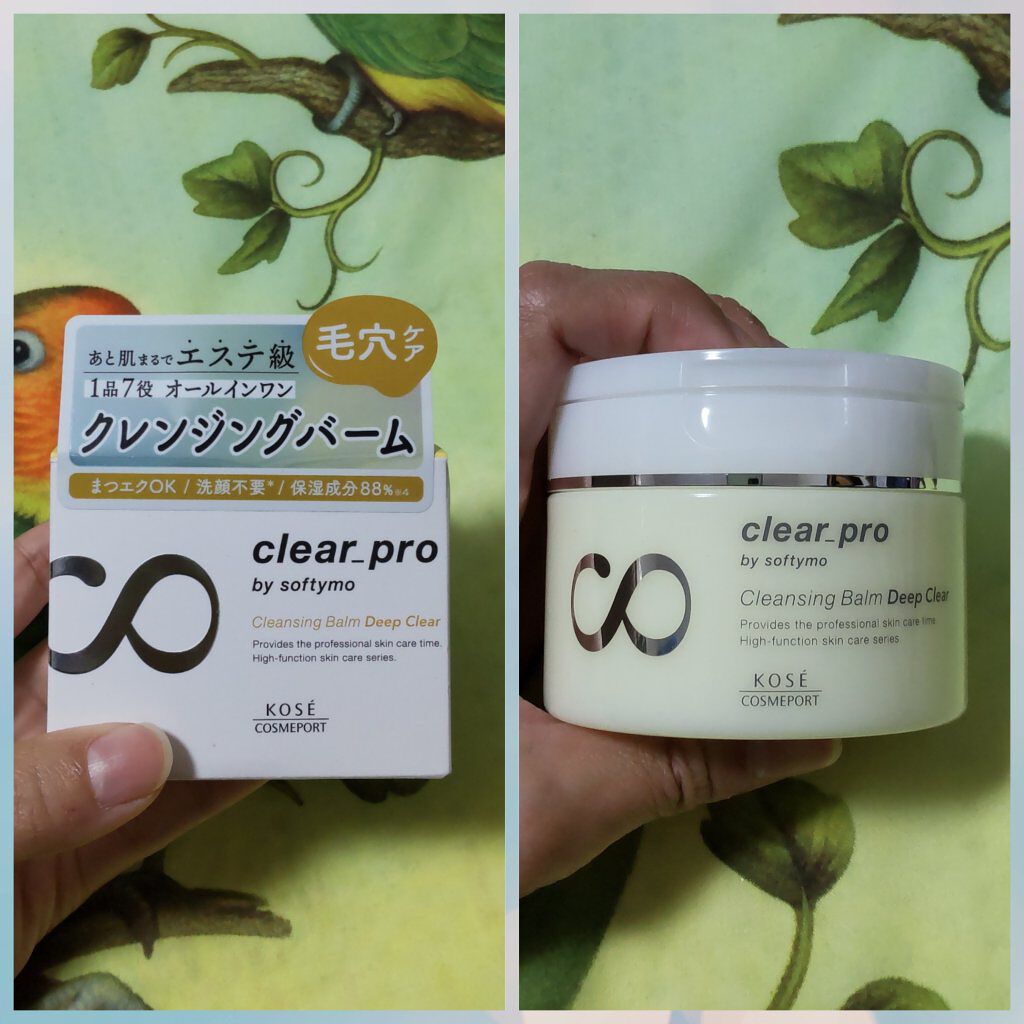 毛穴ケア
あと肌まるでエステ級
1品7役 オールインワン
クレンジングバーム
まつエクOK / 洗顔不要* / 保湿成分88%※4
clear_pro
by softymo
Cleansing Balm Deep Clear
Provides the professional skin care time.
High-function skin care series.
KOSÉ
COSMEPORT
clear_pro
by softymo
Cleansing Balm Deep Clear
Provides the professional skin care time.
High-function skin care series.
KOSÉ
COSMEPORT